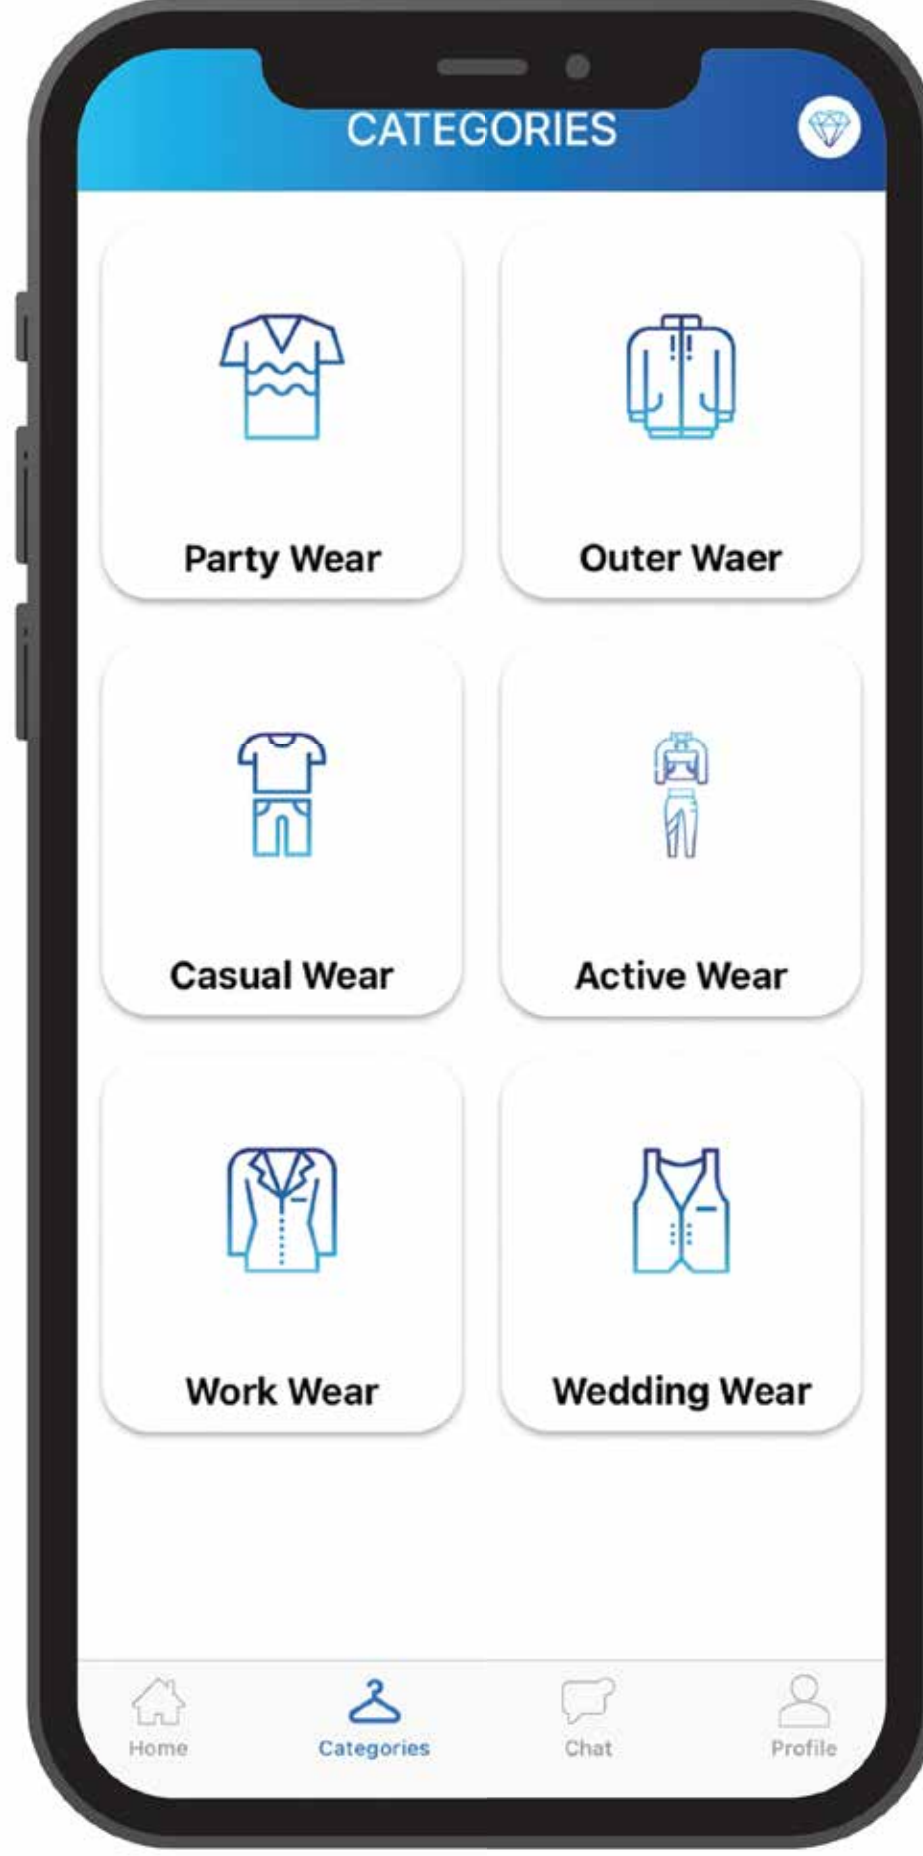 CATEGORIES
Party Wear
Outer Waer
Casual Wear
Active Wear
Work Wear
Wedding Wear
Home
Categories
Chat
Profile